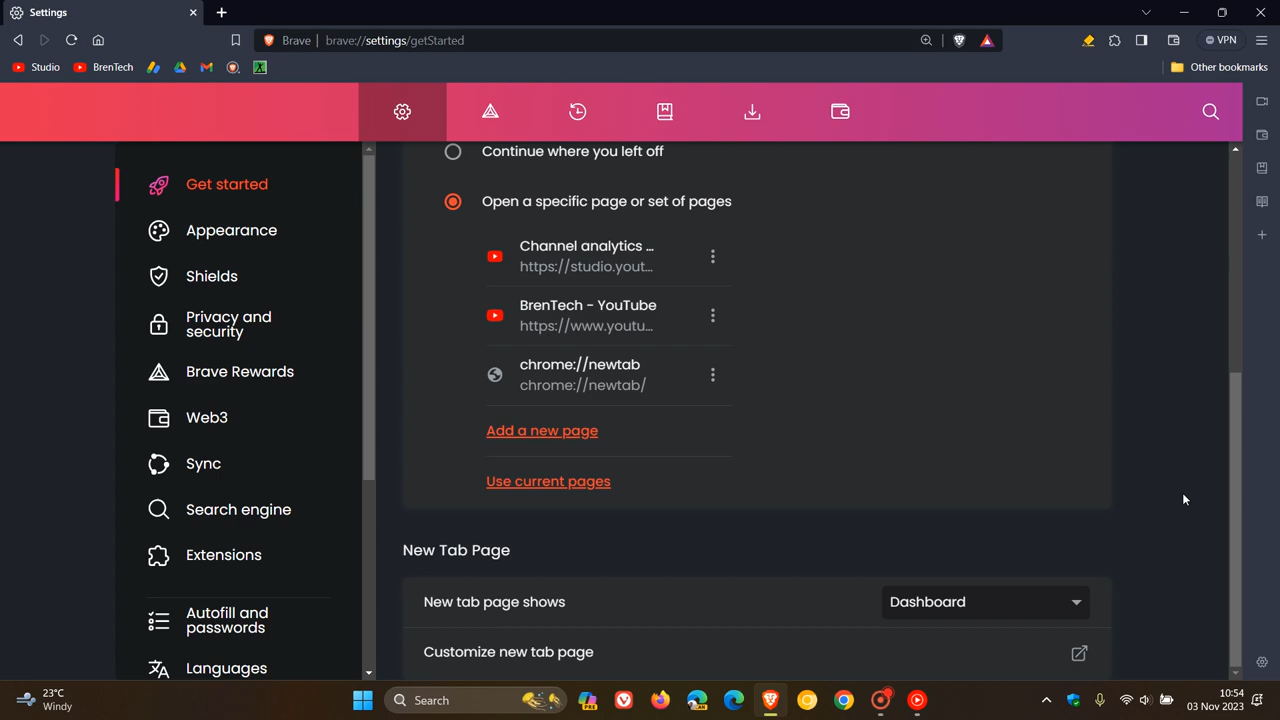 Settings
Brave
brave://settings/getStarted
VPN
Studio
BrenTech
Other bookmarks
Get started
Appearance
Shields
Privacy and
security
Brave Rewards
Web3
Sync
Search engine
Extensions
Autofill and
passwords
Languages
Continue where you left off
Open a specific page or set of pages
Channel analytics ...
https://studio.yout...
BrenTech - YouTube
https://www.youtu...
chrome://newtab
chrome://newtab/
Add a new page
Use current pages
New Tab Page
New tab page shows
Dashboard
Customize new tab page
23°C
Windy
Search
PRE
10:54
03 Nov 2023